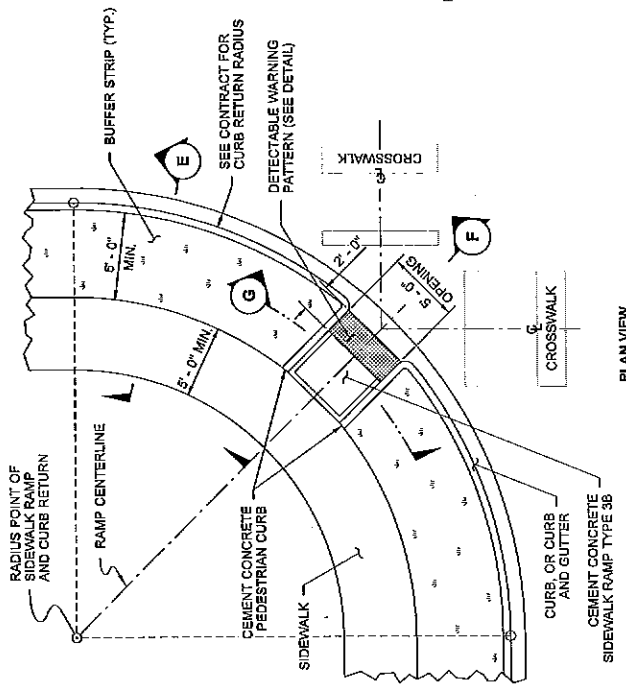 RADIUS POINT OF
SIDEWALK RAMP
AND CURB RETURN
RAMP CENTERLINE
CEMENT CONCRETE
PEDESTRIAN CURB
SIDEWALK
CURB, OR CURB
AND GUTTER
CEMENT CONCRETE
SIDEWALK RAMP TYPE 3B
BUFFER STRIP (TYP.)
SEE CONTRACT FOR
CURB RETURN RADIUS
DETECTABLE WARNING
PATTERN (SEE DETAIL)
5' - 0"
MIN.
5' - 0" MIN.
2' - 0"
5' - 0"
OPENING
E
F
G
CROSSWALK
CROSSWALK
PLAN VIEW